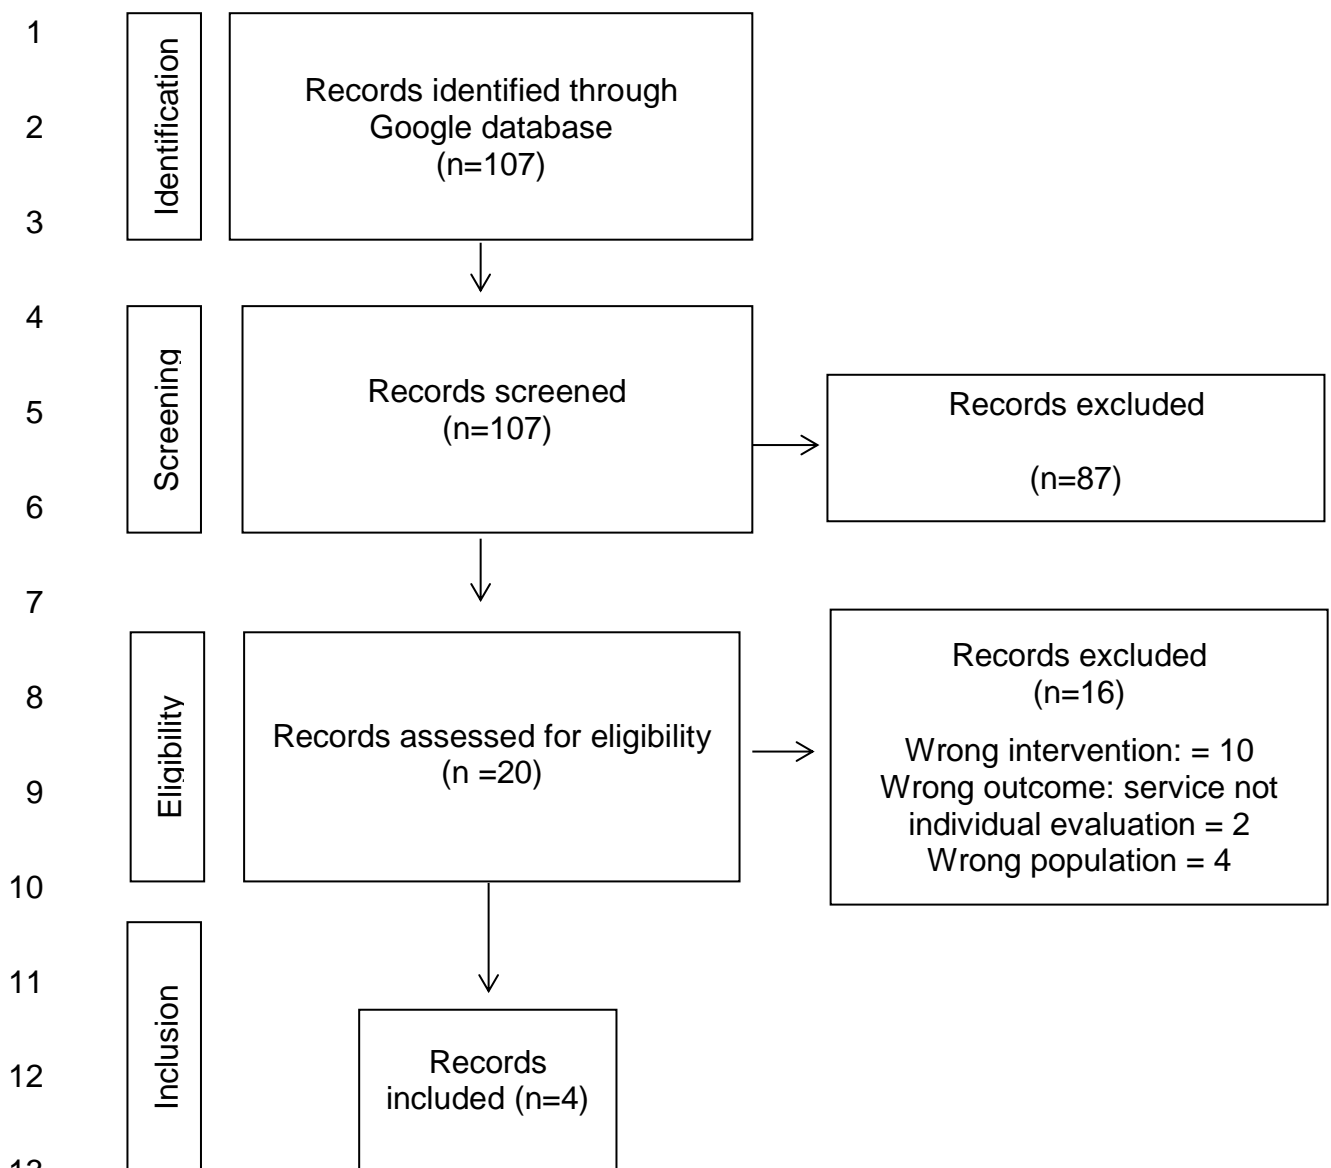 1
Identification
Records identified through
2
Google database
(n=107)
3
4
Screening
Records screened
5
(n=107)
Records excluded
(n=87)
6
7
Eligibility
Records excluded
8
(n=16)
Records assessed for eligibility
(n =20)
Wrong intervention: = 10
9
Wrong outcome: service not
individual evaluation = 2
Wrong population = 4
10
11
Inclusion
Records
12
included (n=4)